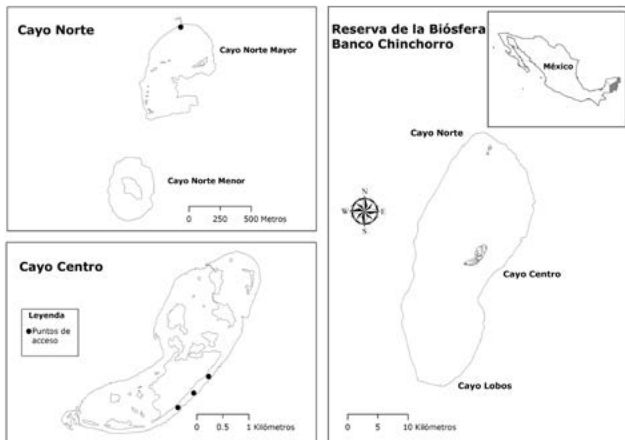 Cayo Norte
Cayo Norte Mayor
Cayo Norte Menor
0 250 500 Metros
Cayo Centro
Leyenda
Puntos de
acceso
0 0.5 1 Kilómetros
Reserva de la Biósfera
Banco Chinchorro
México
Cayo Norte
N
W E
S
Cayo Centro
Cayo Lobos
0 5 10 Kilómetros